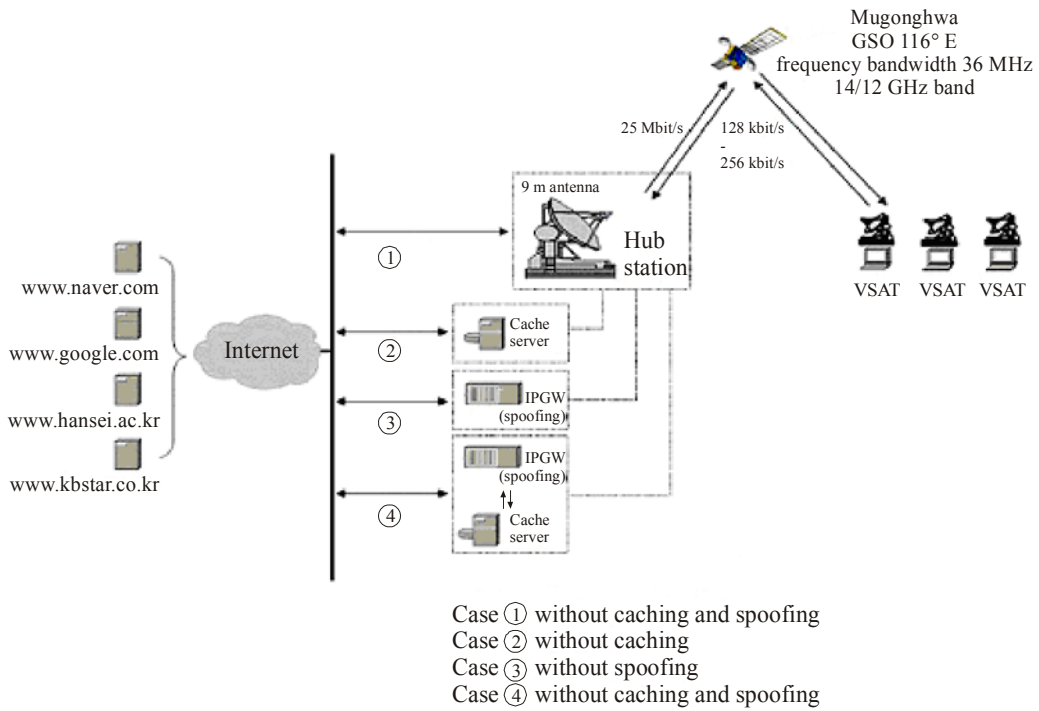 Mugonghwa
GSO 116° E
frequency bandwidth 36 MHz
14/12 GHz band
25 Mbit/s
128 kbit/s
-
256 kbit/s
9 m antenna
Hub
station
①
VSAT
VSAT
VSAT
www.naver.com
www.google.com
www.hansei.ac.kr
www.kbstar.co.kr
Internet
②
Cache
server
③
IPGW
(spoofing)
④
IPGW
(spoofing)
Cache
server
Case ① without caching and spoofing
Case ② without caching
Case ③ without spoofing
Case ④ without caching and spoofing